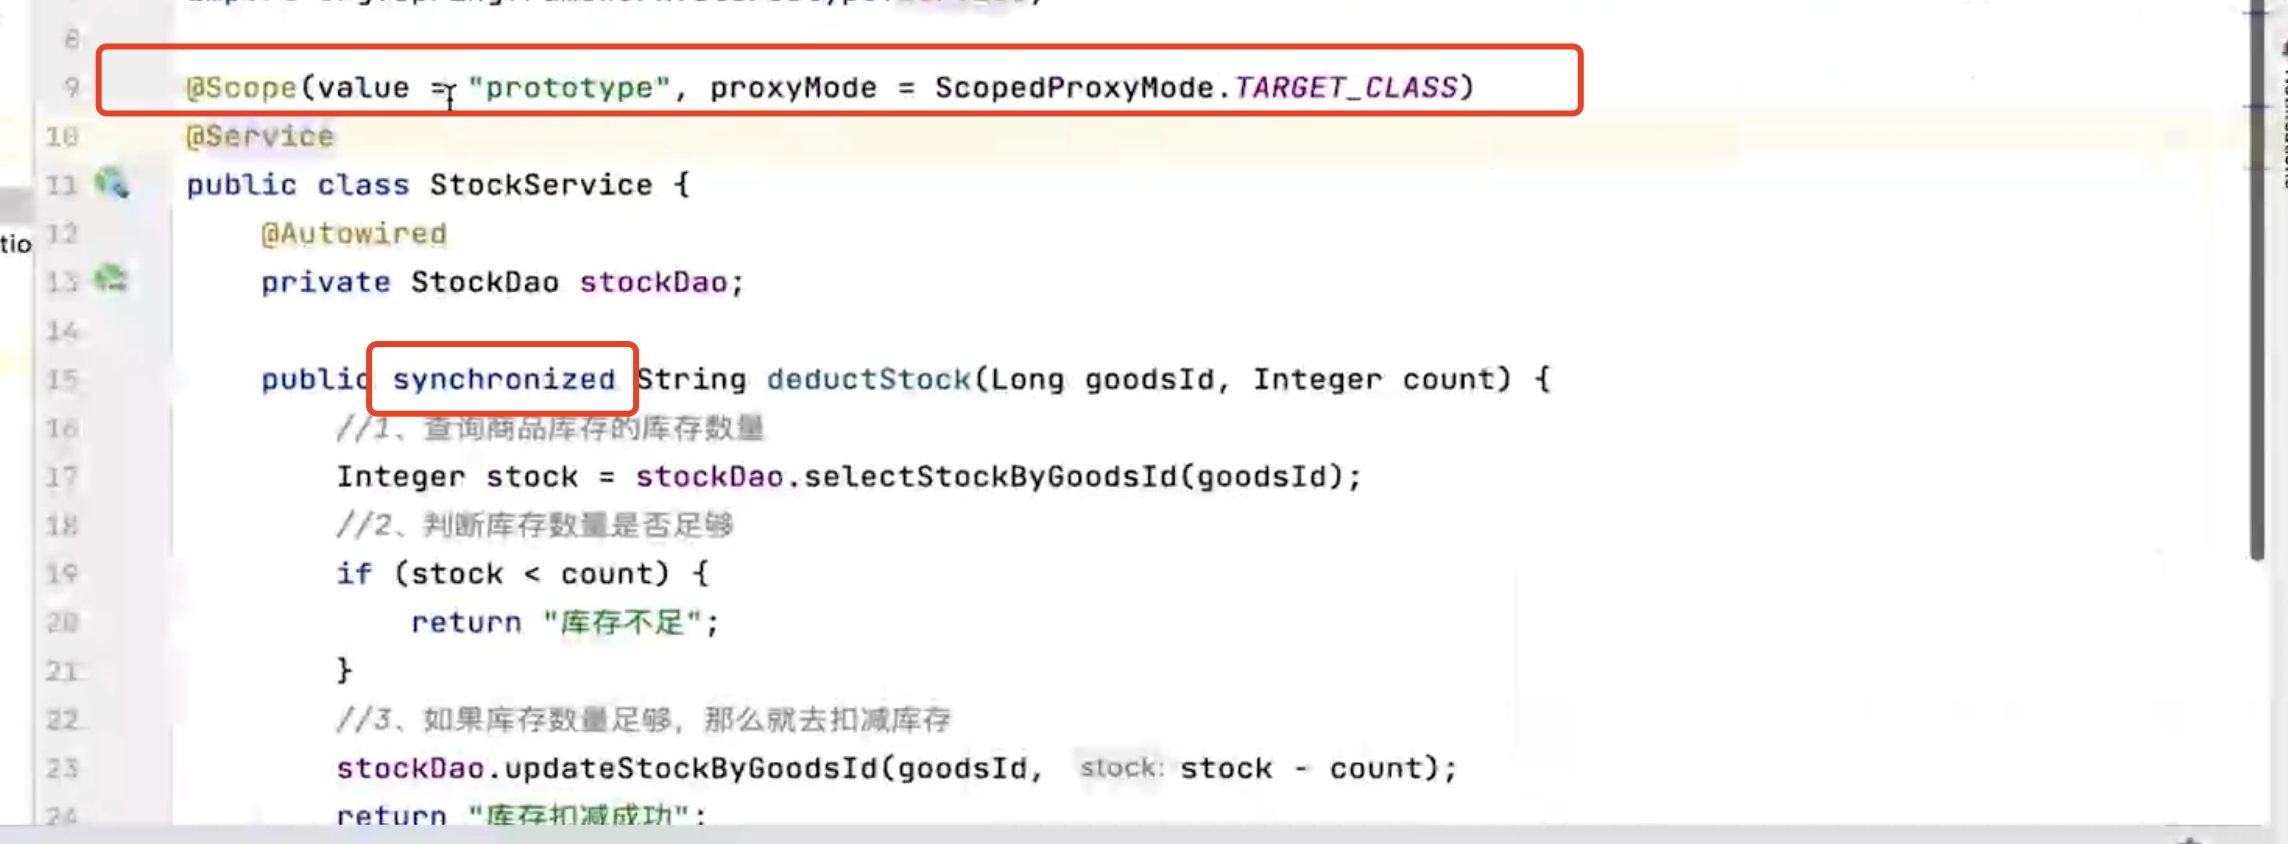 8
9 @Scope(value = "prototype", proxyMode = ScopedProxyMode.TARGET_CLASS)
10 @Service
11 public class StockService {
tio 12 @Autowired
13 private StockDao stockDao;
14
15 public synchronized String deductStock(Long goodsId, Integer count) {
16 //1、查询商品库存的库存数量
17 Integer stock = stockDao.selectStockByGoodsId(goodsId);
18 //2、判断库存数量是否足够
19 if (stock < count) {
20 return "库存不足";
21 }
22 //3、如果库存数量足够，那么就去扣减库存
23 stockDao.updateStockByGoodsId(goodsId, stock: stock - count);
24 return "库存扣减成功";